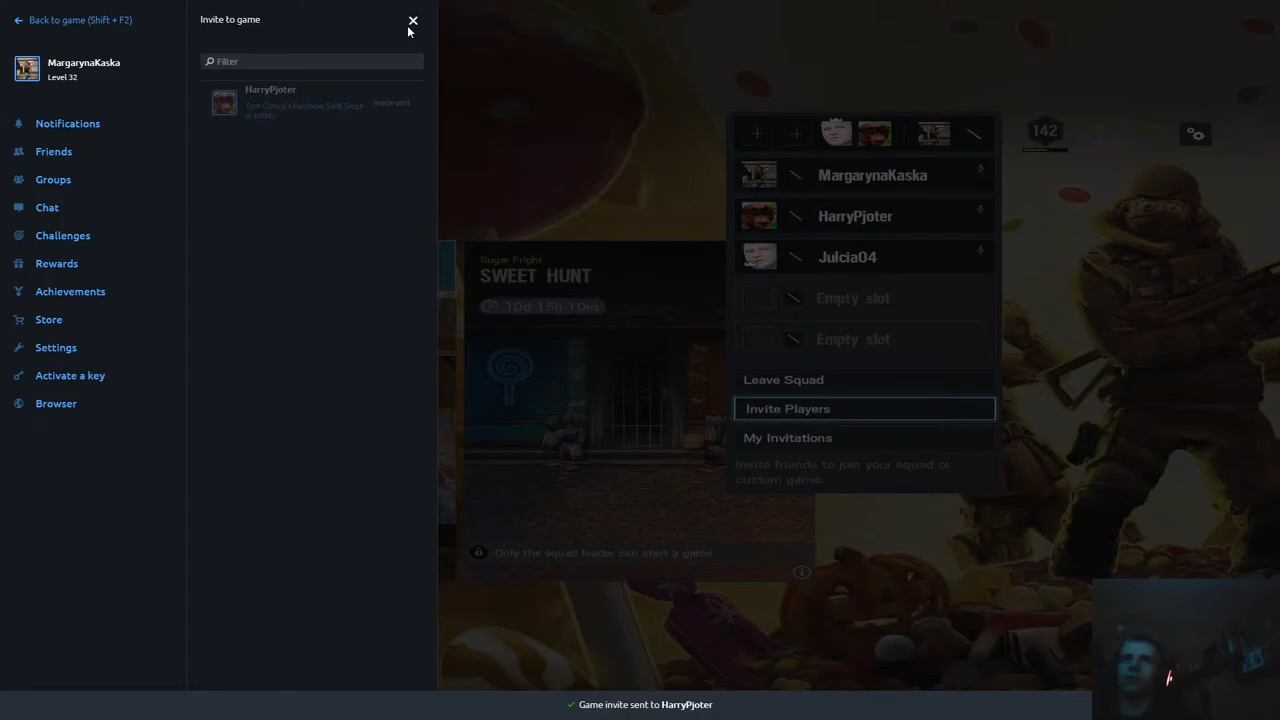 Back to game (Shift + F2)
Invite to game
MargarynaKaska
Level 32
Filter
HarryPjoter
Tom Clancy's Rainbow Six® Siege
in MENU
Invite sent
Notifications
Friends
Groups
Chat
Challenges
Rewards
Achievements
Store
Settings
Activate a key
Browser
Sugar Fright
SWEET HUNT
10d 15h 10m
Only the squad leader can start a game
142
MargarynaKaska
HarryPjoter
Julcia04
Empty slot
Empty slot
Leave Squad
Invite Players
My Invitations
Invite friends to join your squad or
custom game.
Game invite sent to HarryPjoter